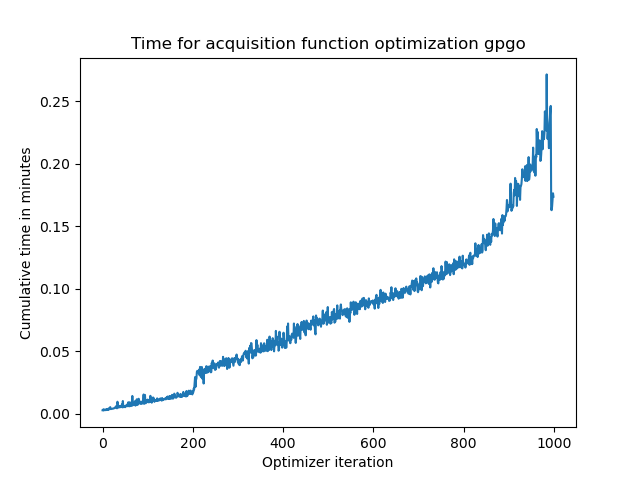 Time for acquisition function optimization gpgo
Cumulative time in minutes
0.25
0.20
0.15
0.10
0.05
0.00
0 200 400 600 800 1000
Optimizer iteration